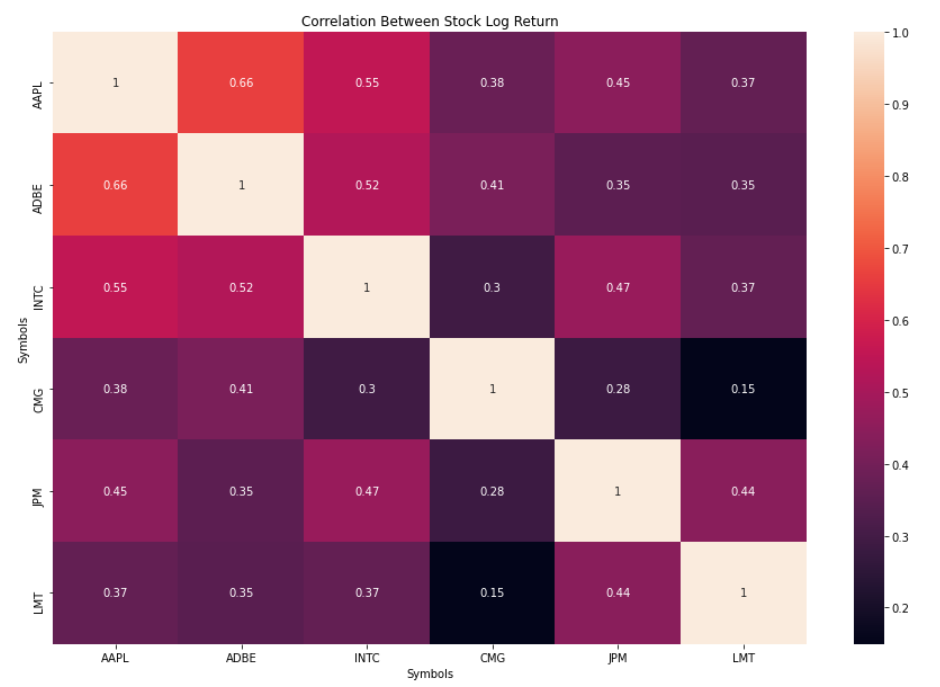 Correlation Between Stock Log Return
AAPL 1 0.66 0.55 0.38 0.45 0.37
ADBE 0.66 1 0.52 0.41 0.35 0.35
INTC 0.55 0.52 1 0.3 0.47 0.37
CMG 0.38 0.41 0.3 1 0.28 0.15
JPM 0.45 0.35 0.47 0.28 1 0.44
LMT 0.37 0.35 0.37 0.15 0.44 1
Symbols
AAPL ADBE INTC CMG JPM LMT
Symbols
1.0
0.9
0.8
0.7
0.6
0.5
0.4
0.3
0.2